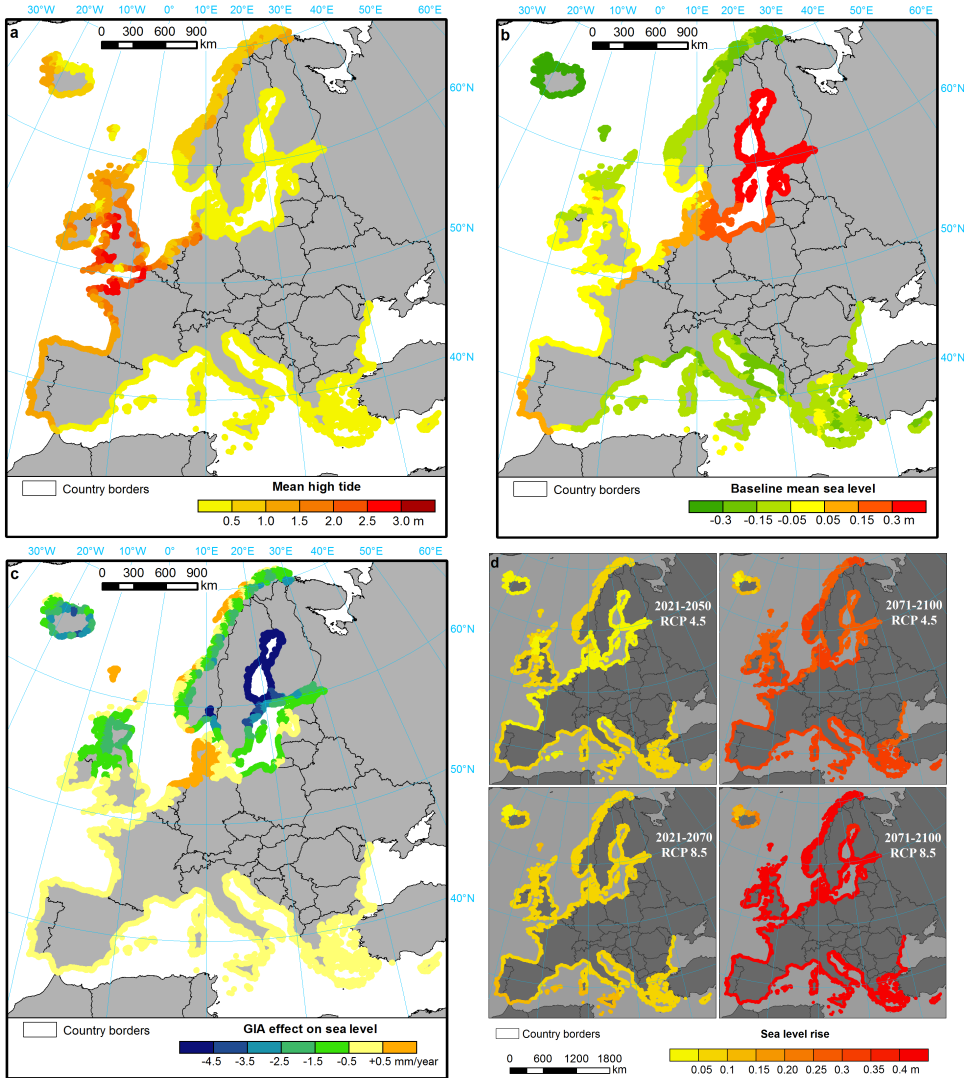 30°W 20°W 10°W 0° 10°E 20°E 30°E 40°E 50°E 60°E
a
0 300 600 900
km
60°N
50°N
40°N
30°W 20°W 10°W 0° 10°E 20°E 30°E 40°E
Country borders
Mean high tide
0.5 1.0 1.5 2.0 2.5 3.0 m
30°W 20°W 10°W 0° 10°E 20°E 30°E 40°E 50°E 60°E
b
0 300 600 900
km
60°N
50°N
40°N
30°W 20°W 10°W 0° 10°E 20°E 30°E 40°E
Country borders
Baseline mean sea level
-0.3 -0.15 -0.05 0.05 0.15 0.3 m
c
0 300 600 900
km
60°N
50°N
40°N
Country borders
GIA effect on sea level
-4.5 -3.5 -2.5 -1.5 -0.5 +0.5 mm/year
d
2021-2050
RCP 4.5
2071-2100
RCP 4.5
2021-2070
RCP 8.5
2071-2100
RCP 8.5
Country borders
Sea level rise
0 600 1200 1800
km
0.05 0.1 0.15 0.20 0.25 0.3 0.35 0.4 m